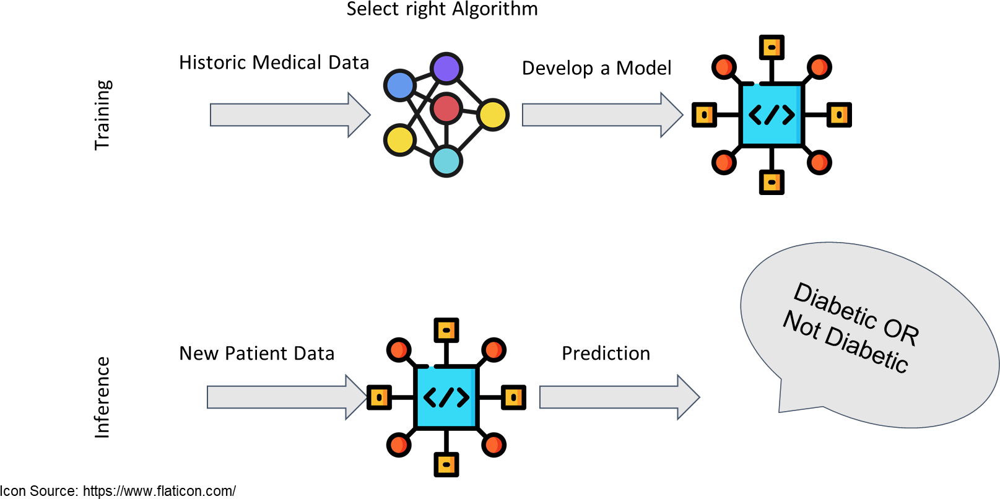 Select right Algorithm
Historic Medical Data
Develop a Model
Training
</>
Diabetic OR
Not Diabetic
New Patient Data
Prediction
Inference
</>
Icon Source: https://www.flaticon.com/